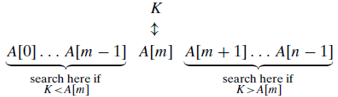 K
↕
A[0] . . . A[m − 1] A[m] A[m + 1] . . . A[n − 1]
search here if search here if
K<A[m] K>A[m]